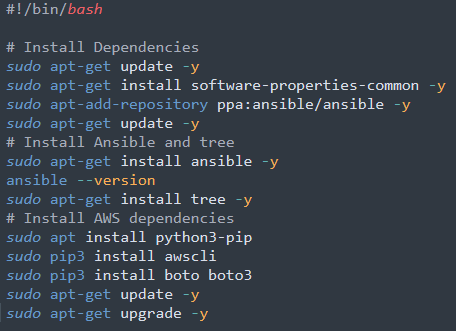 #!/bin/bash
# Install Dependencies
sudo apt-get update -y
sudo apt-get install software-properties-common -y
sudo apt-add-repository ppa:ansible/ansible -y
sudo apt-get update -y
# Install Ansible and tree
sudo apt-get install ansible -y
ansible --version
sudo apt-get install tree -y
# Install AWS dependencies
sudo apt install python3-pip
sudo pip3 install awscli
sudo pip3 install boto boto3
sudo apt-get update -y
sudo apt-get upgrade -y